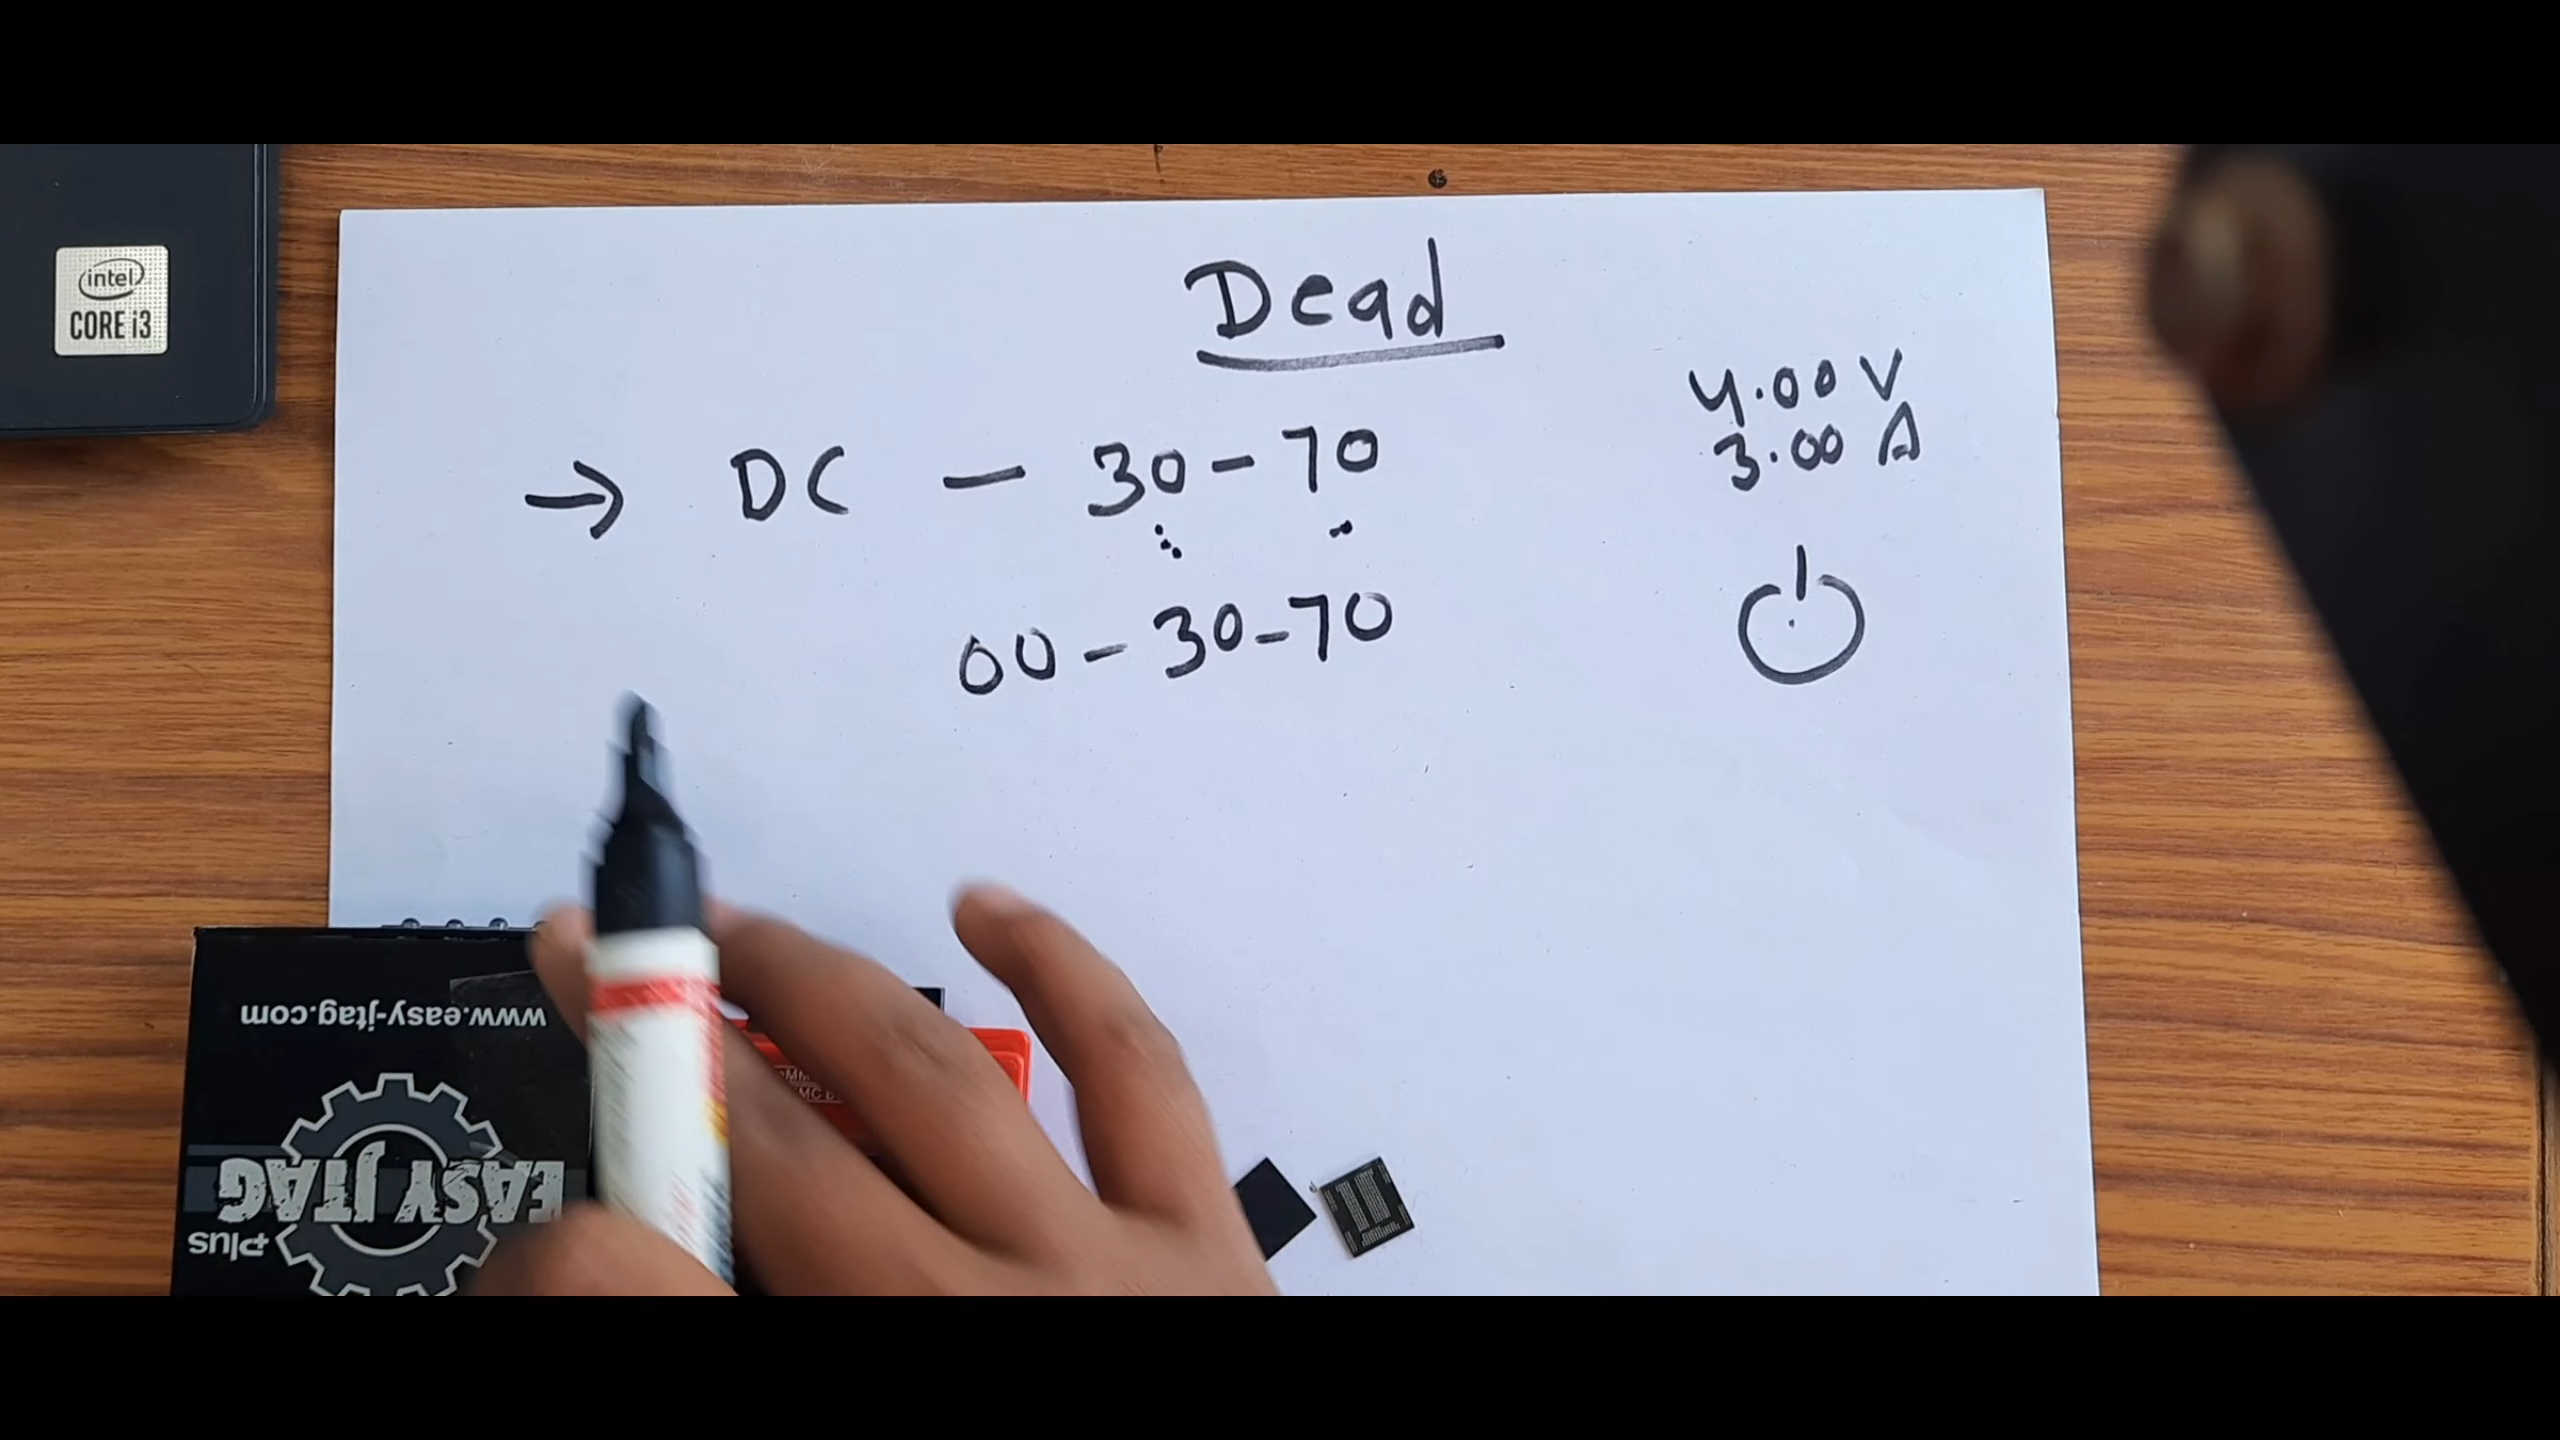 intel
CORE i3
Dead
4.00 V
3.00 A
→ DC - 30-70
00-30-70
www.easy-jtag.com
EASY JTAG
Plus